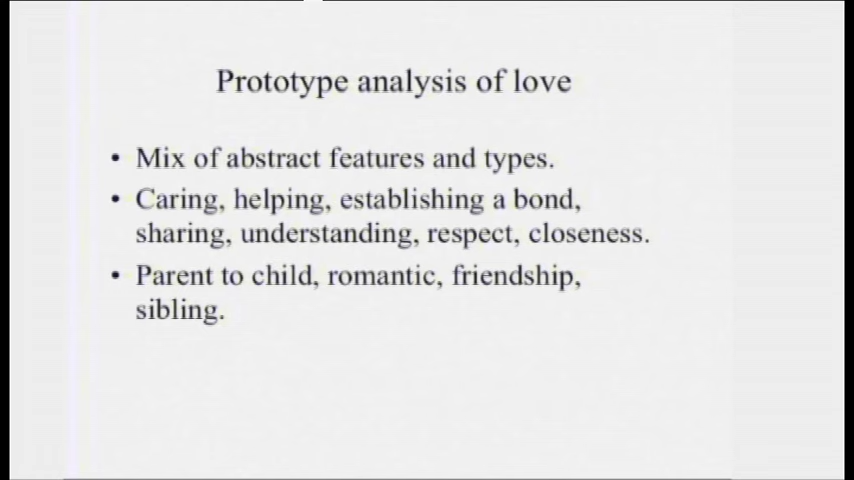 Prototype analysis of love
• Mix of abstract features and types.
• Caring, helping, establishing a bond,
sharing, understanding, respect, closeness.
• Parent to child, romantic, friendship,
sibling.